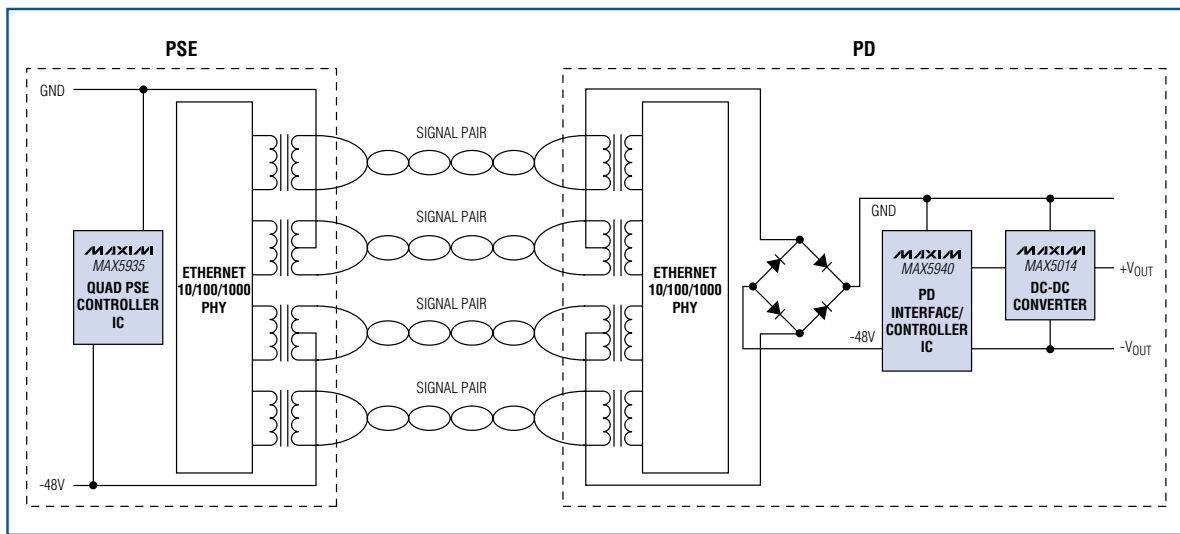 PSE
PD
GND
SIGNAL PAIR
SIGNAL PAIR
SIGNAL PAIR
SIGNAL PAIR
MAXIM
MAX5935
QUAD PSE
CONTROLLER
IC
ETHERNET
10/100/1000
PHY
-48V
ETHERNET
10/100/1000
PHY
GND
-48V
MAXIM
MAX5940
PD
INTERFACE/
CONTROLLER
IC
MAXIM
MAX5014
DC-DC
CONVERTER
+VOUT
-VOUT